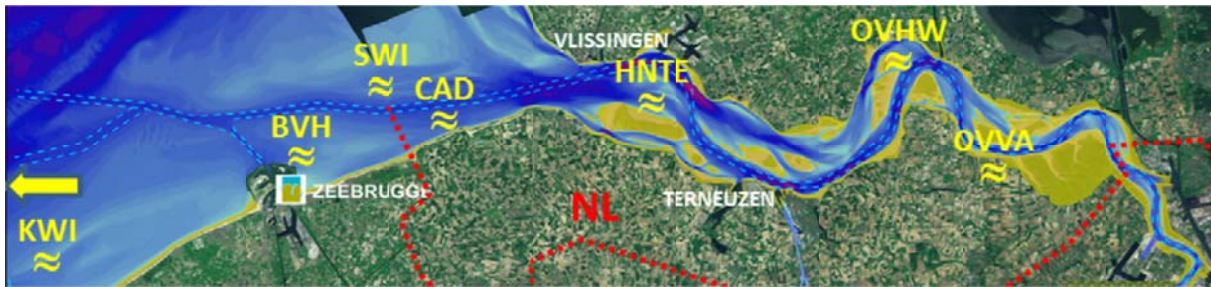 VLISSINGEN
OVHW
SWI
HNTE
CAD
BVH
OVVA
ZEEBRUGGE
TERNEUZEN
NL
KWI